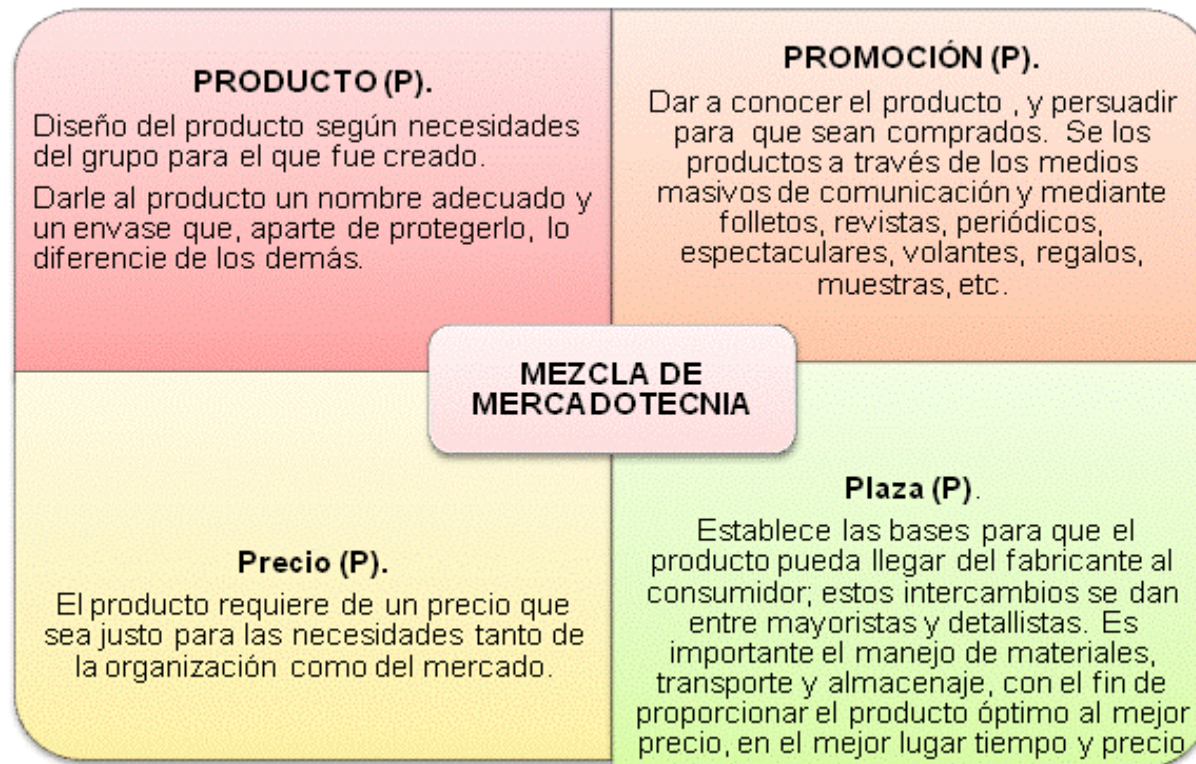 PRODUCTO (P).
Diseño del producto según necesidades
del grupo para el que fue creado.
Darle al producto un nombre adecuado y
un envase que, aparte de protegerlo, lo
diferencie de los demás.
PROMOCIÓN (P).
Dar a conocer el producto , y persuadir
para que sean comprados. Se los
productos a través de los medios
masivos de comunicación y mediante
folletos, revistas, periódicos,
espectaculares, volantes, regalos,
muestras, etc.
MEZCLA DE
MERCADOTECNIA
Precio (P).
El producto requiere de un precio que
sea justo para las necesidades tanto de
la organización como del mercado.
Plaza (P).
Establece las bases para que el
producto pueda llegar del fabricante al
consumidor; estos intercambios se dan
entre mayoristas y detallistas. Es
importante el manejo de materiales,
transporte y almacenaje, con el fin de
proporcionar el producto óptimo al mejor
precio, en el mejor lugar tiempo y precio